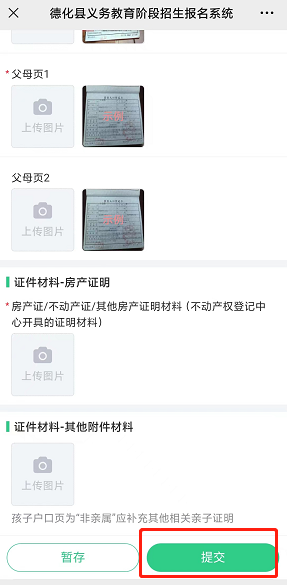 德化县义务教育阶段招生报名系统
*父母页1
上传图片
父母页2
上传图片
证件材料-房产证明
*房产证/不动产证/其他房产证明材料（不动产权登记中
心开具的证明材料）
上传图片
证件材料-其他附件材料
上传图片
孩子户口页为“非亲属”应补充其他相关亲子证明
暂存
提交